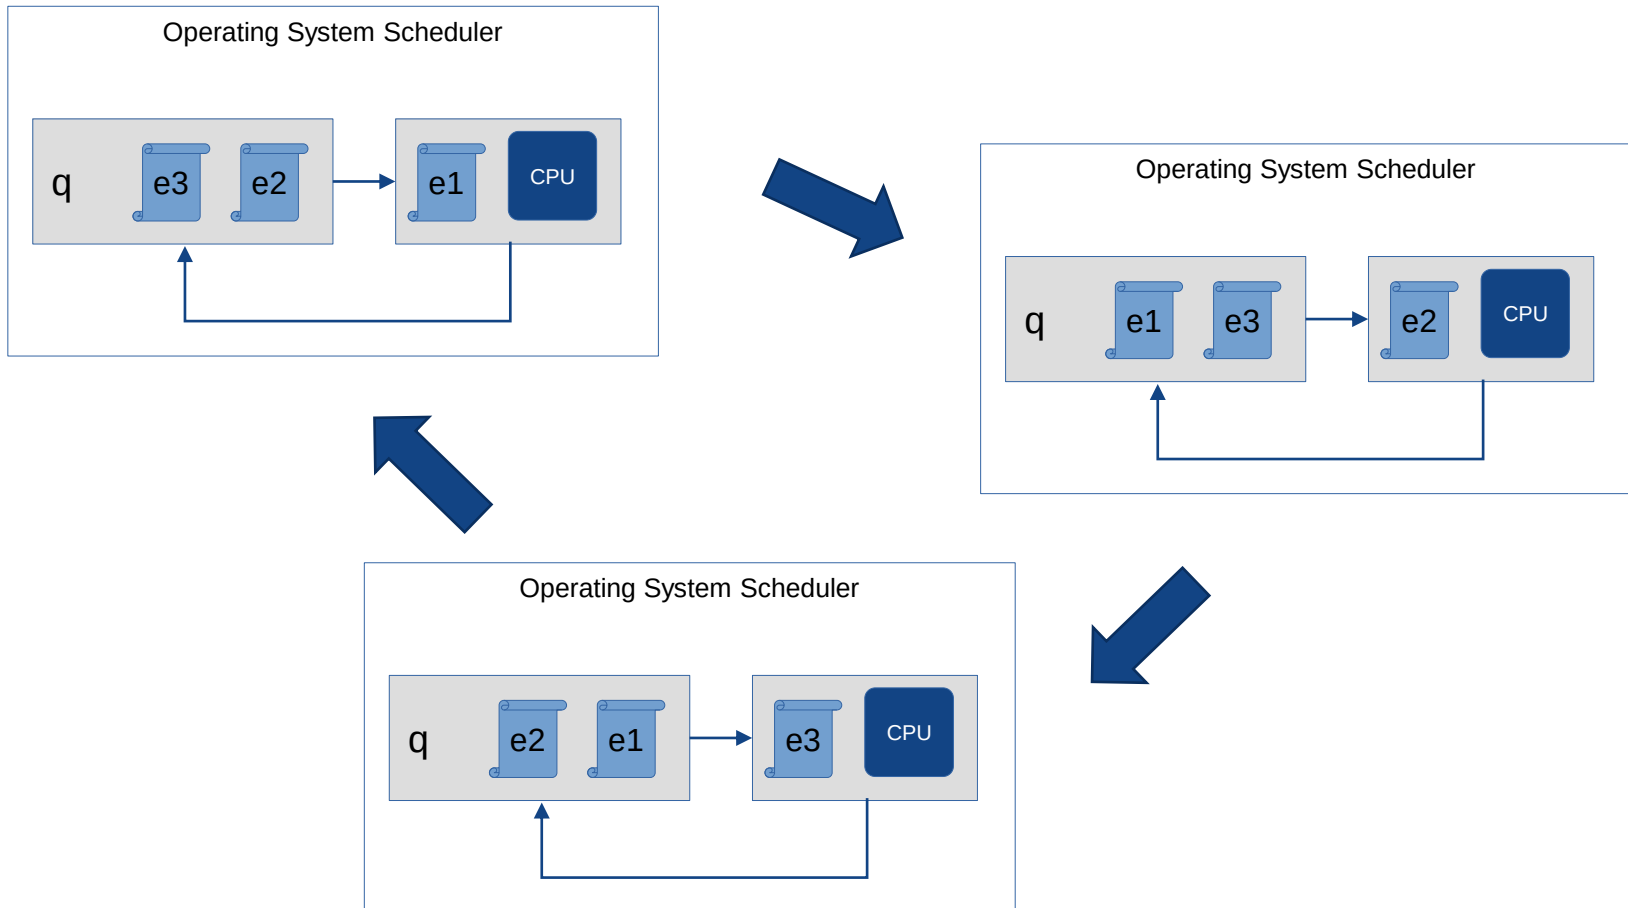 Operating System Scheduler
q e3 e2 e1 CPU
Operating System Scheduler
q e1 e3 e2 CPU
Operating System Scheduler
q e2 e1 e3 CPU